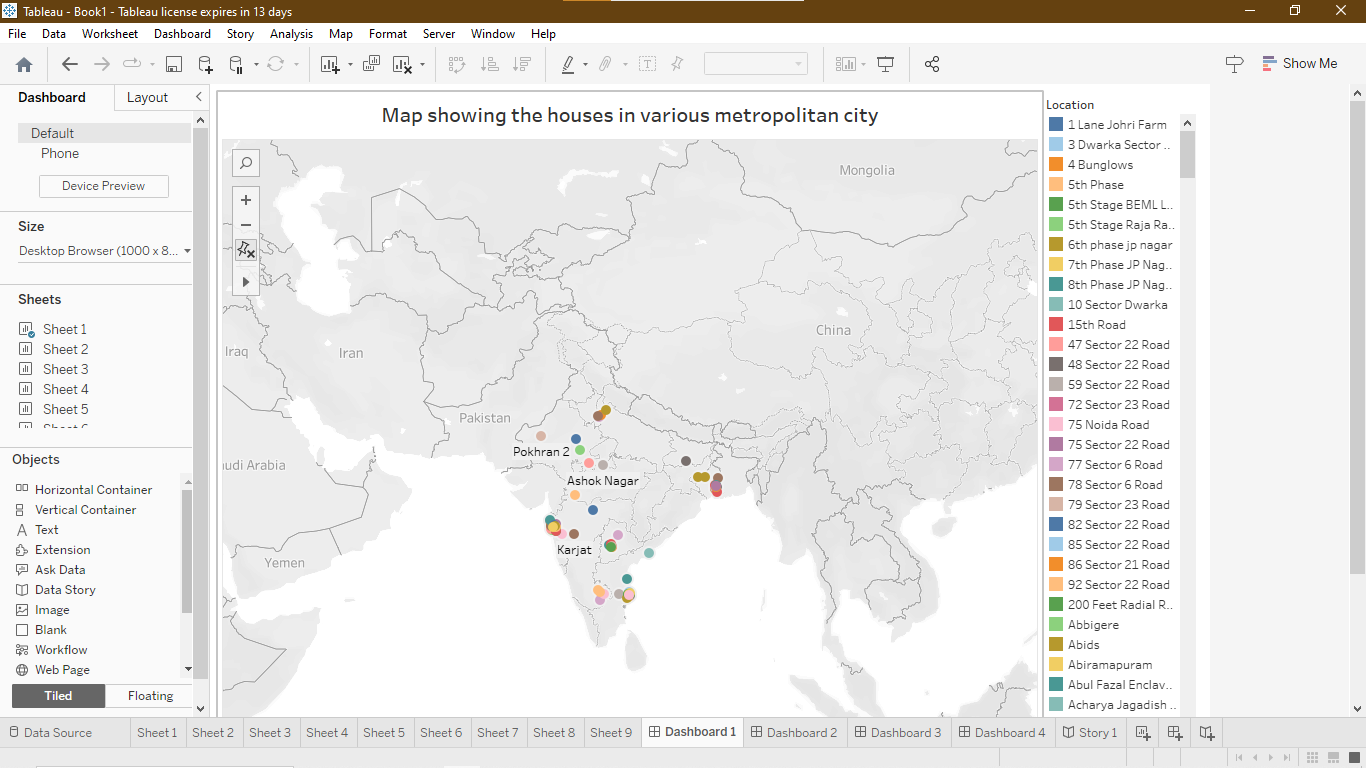 Tableau - Book1 - Tableau license expires in 13 days
File Data Worksheet Dashboard Story Analysis Map Format Server Window Help
Show Me
Dashboard Layout
Default
Phone
Device Preview
Size
Desktop Browser (1000 x 8...
Sheets
Sheet 1
Sheet 2
Sheet 3
Sheet 4
Sheet 5
Objects
Horizontal Container
Vertical Container
Text
Extension
Ask Data
Data Story
Image
Blank
Workflow
Web Page
Tiled Floating
Map showing the houses in various metropolitan city
Mongolia
China
Iraq
Iran
Pakistan
Pokhran 2
udi Arabia
Ashok Nagar
Karjat
Yemen
Location
1 Lane Johri Farm
3 Dwarka Sector ..
4 Bunglows
5th Phase
5th Stage BEML L..
5th Stage Raja Ra..
6th phase jp nagar
7th Phase JP Nag..
8th Phase JP Nag..
10 Sector Dwarka
15th Road
47 Sector 22 Road
48 Sector 22 Road
59 Sector 22 Road
72 Sector 23 Road
75 Noida Road
75 Sector 22 Road
77 Sector 6 Road
78 Sector 6 Road
79 Sector 23 Road
82 Sector 22 Road
85 Sector 22 Road
86 Sector 21 Road
92 Sector 22 Road
200 Feet Radial R..
Abbigere
Abids
Abiramapuram
Abul Fazal Enclav..
Acharya Jagadish ..
Data Source Sheet 1 Sheet 2 Sheet 3 Sheet 4 Sheet 5 Sheet 6 Sheet 7 Sheet 8 Sheet 9 Dashboard 1 Dashboard 2 Dashboard 3 Dashboard 4 Story 1